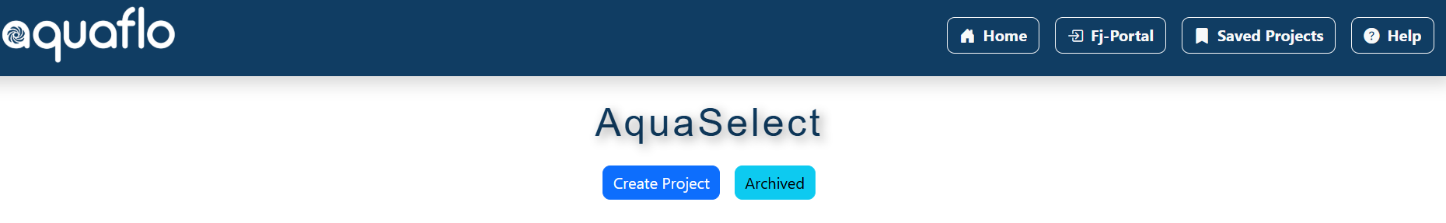 aquaflo
Home Fj-Portal Saved Projects Help
AquaSelect
Create Project Archived